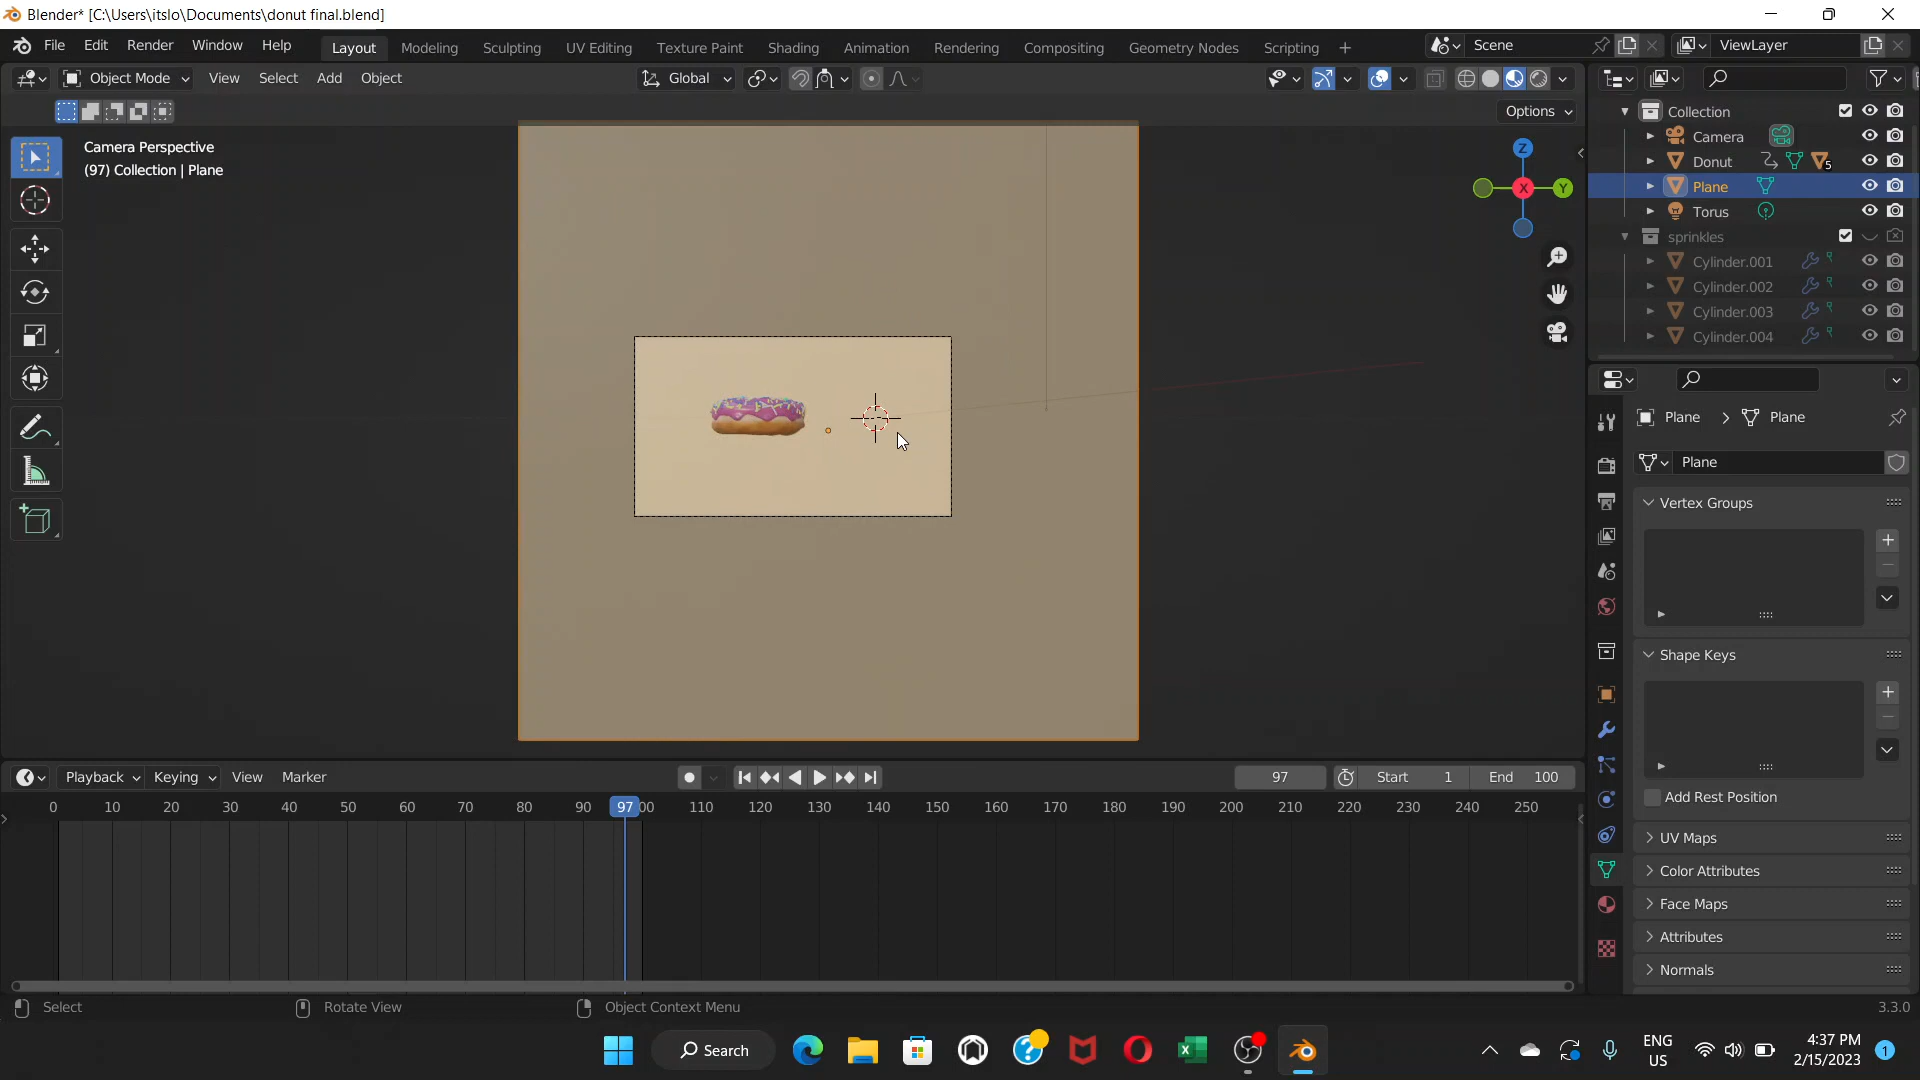 Blender* [C:\Users\itslo\Documents\donut final.blend]
File Edit Render Window Help Layout Modeling Sculpting UV Editing Texture Paint Shading Animation Rendering Compositing Geometry Nodes Scripting + Scene ViewLayer
Object Mode View Select Add Object Global
Options
Camera Perspective
(97) Collection | Plane
Z
X Y
Collection
Camera
Donut 5
Plane
Torus
sprinkles
Cylinder.001
Cylinder.002
Cylinder.003
Cylinder.004
Plane > Plane
Plane
Vertex Groups
Shape Keys
Add Rest Position
UV Maps
Color Attributes
Face Maps
Attributes
Normals
Playback Keying View Marker 97 Start 1 End 100
0 10 20 30 40 50 60 70 80 90 97 00 110 120 130 140 150 160 170 180 190 200 210 220 230 240 250
Select Rotate View Object Context Menu 3.3.0
Search ENG US 4:37 PM 2/15/2023 1